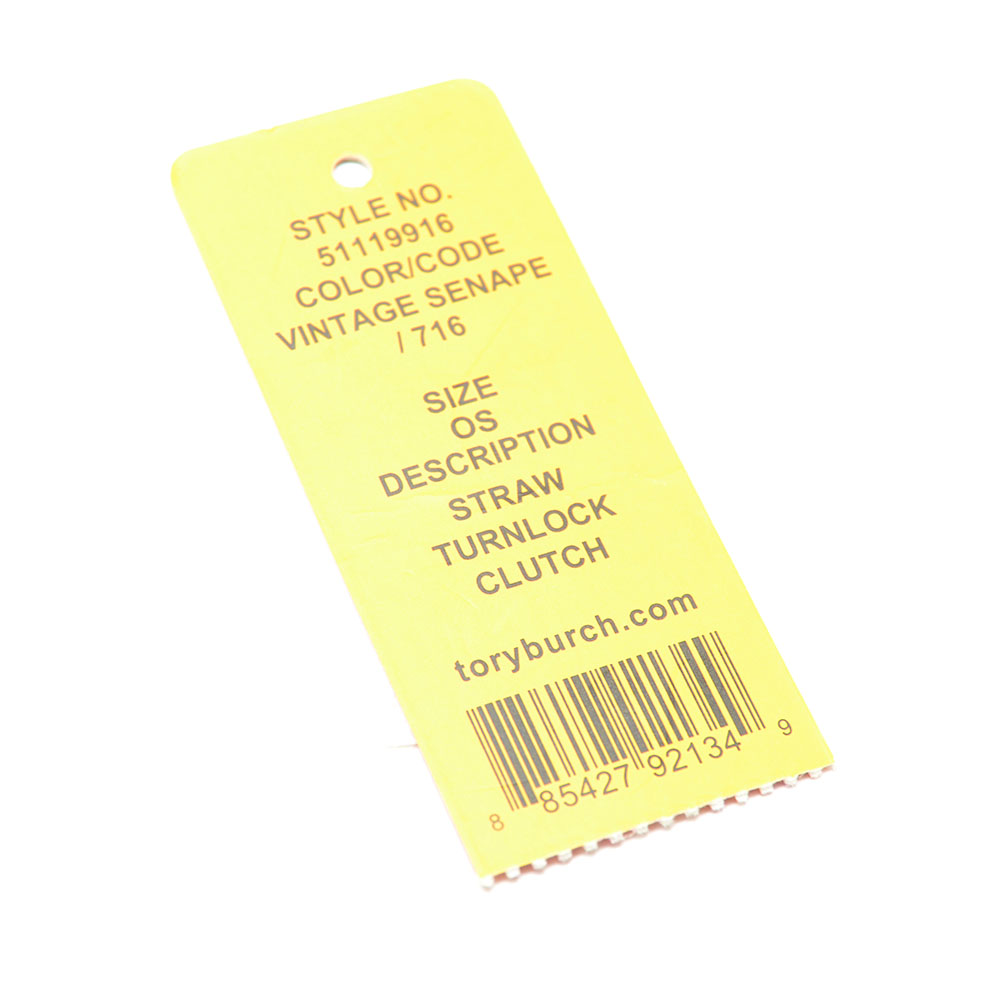 STYLE NO.
51119916
COLOR/CODE
VINTAGE SENAPE
/ 716
SIZE
OS
DESCRIPTION
STRAW
TURNLOCK
CLUTCH
toryburch.com
8 85427 92134 9